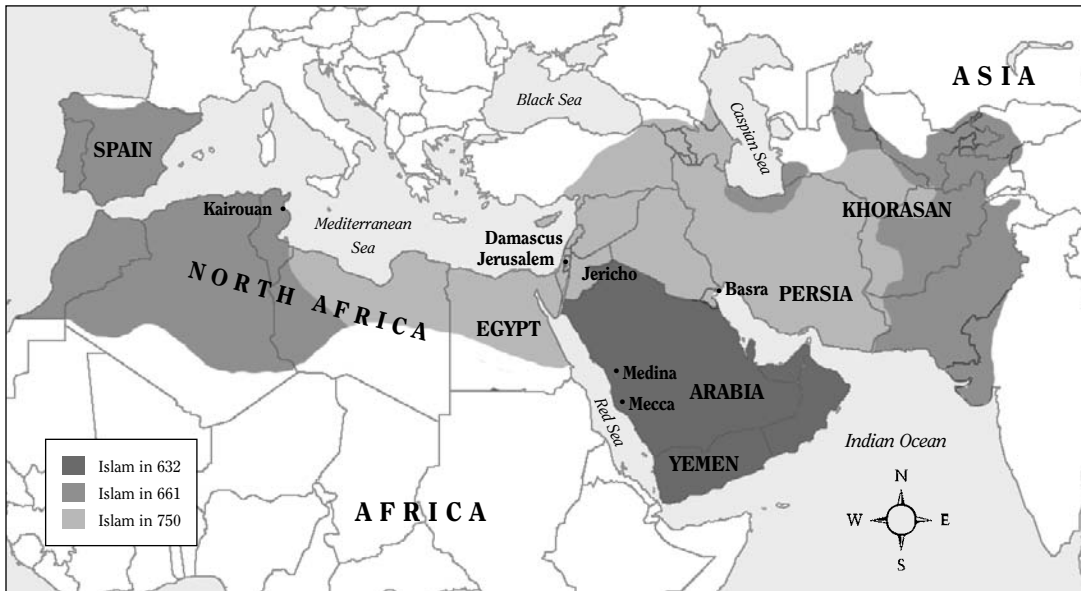 ASIA
Black Sea
Caspian Sea
SPAIN
Kairouan
Mediterranean
Sea
KHORASAN
Damascus
Jerusalem
Jericho
NORTH AFRICA
Basra
PERSIA
EGYPT
Medina
ARABIA
Mecca
Red Sea
YEMEN
Indian Ocean
Islam in 632
Islam in 661
Islam in 750
AFRICA
N
W
E
S